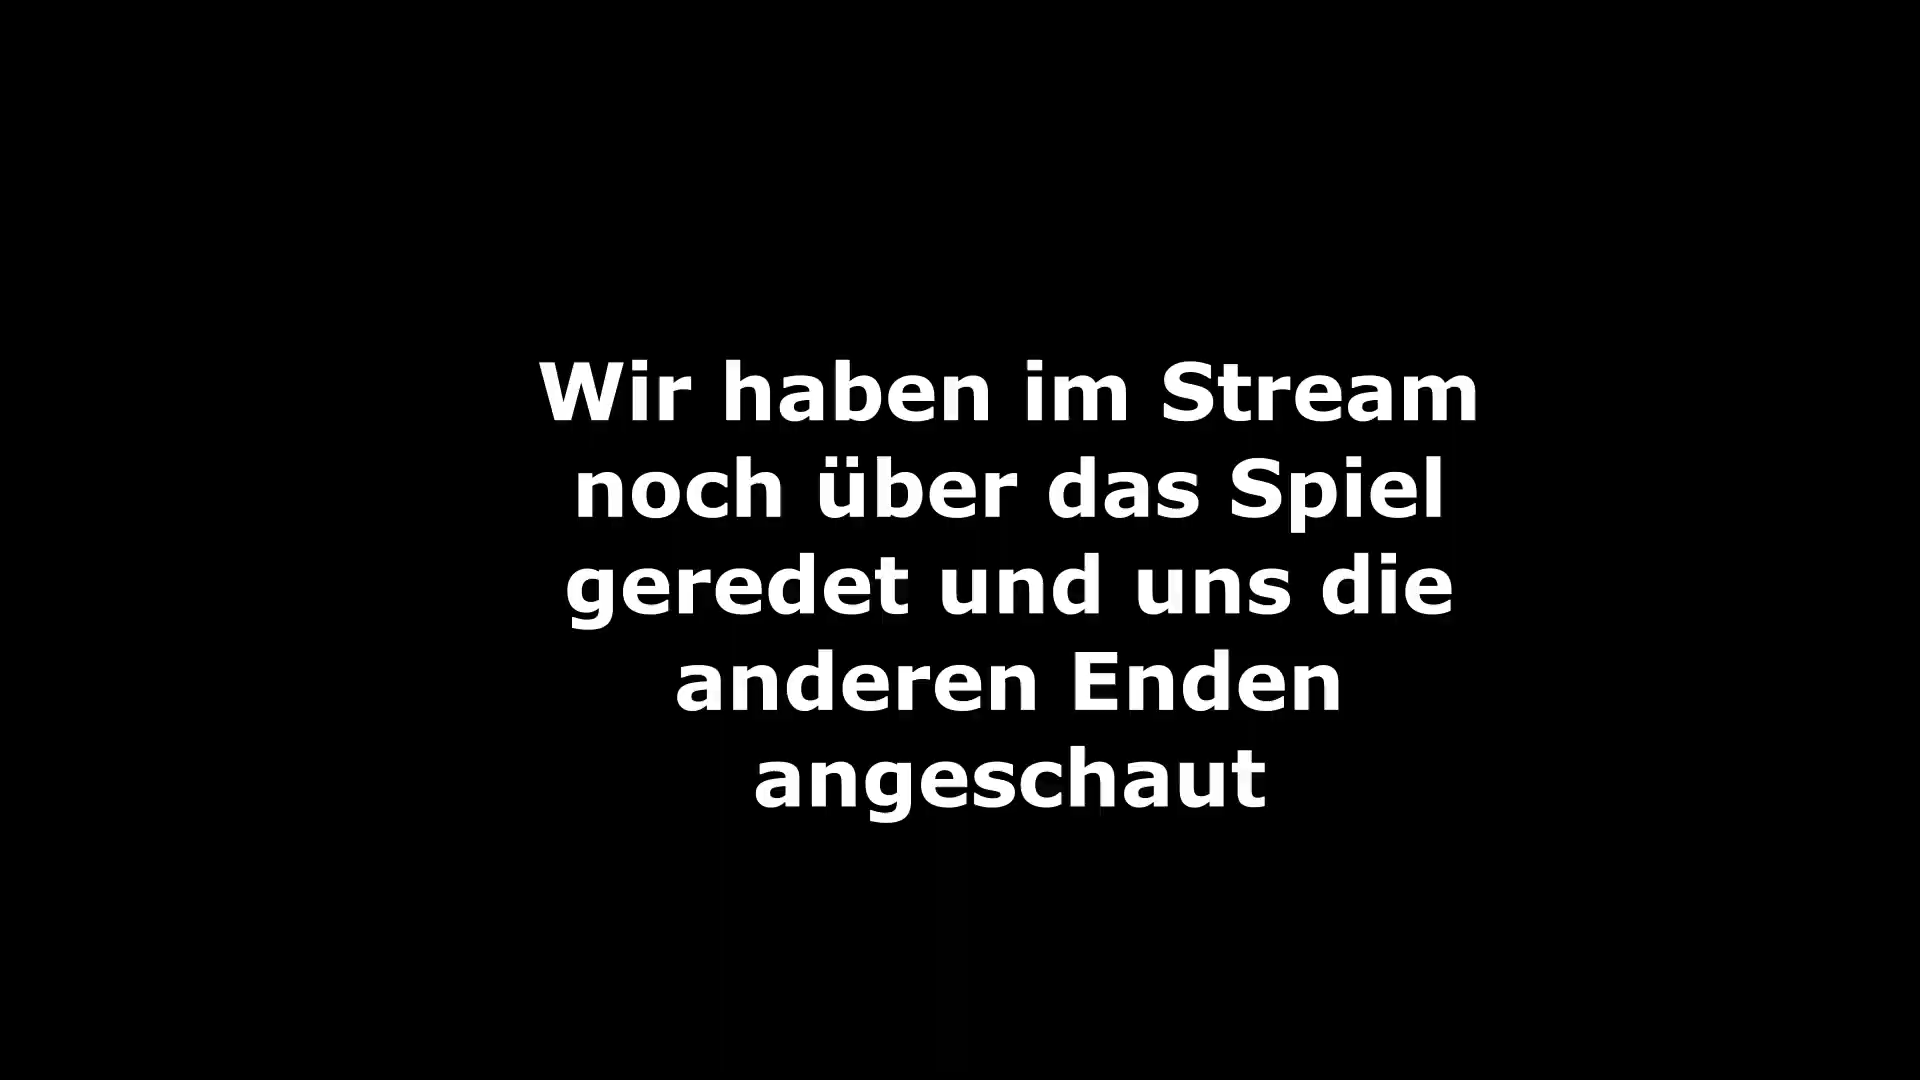 Wir haben im Stream
noch über das Spiel
geredet und uns die
anderen Enden
angeschaut